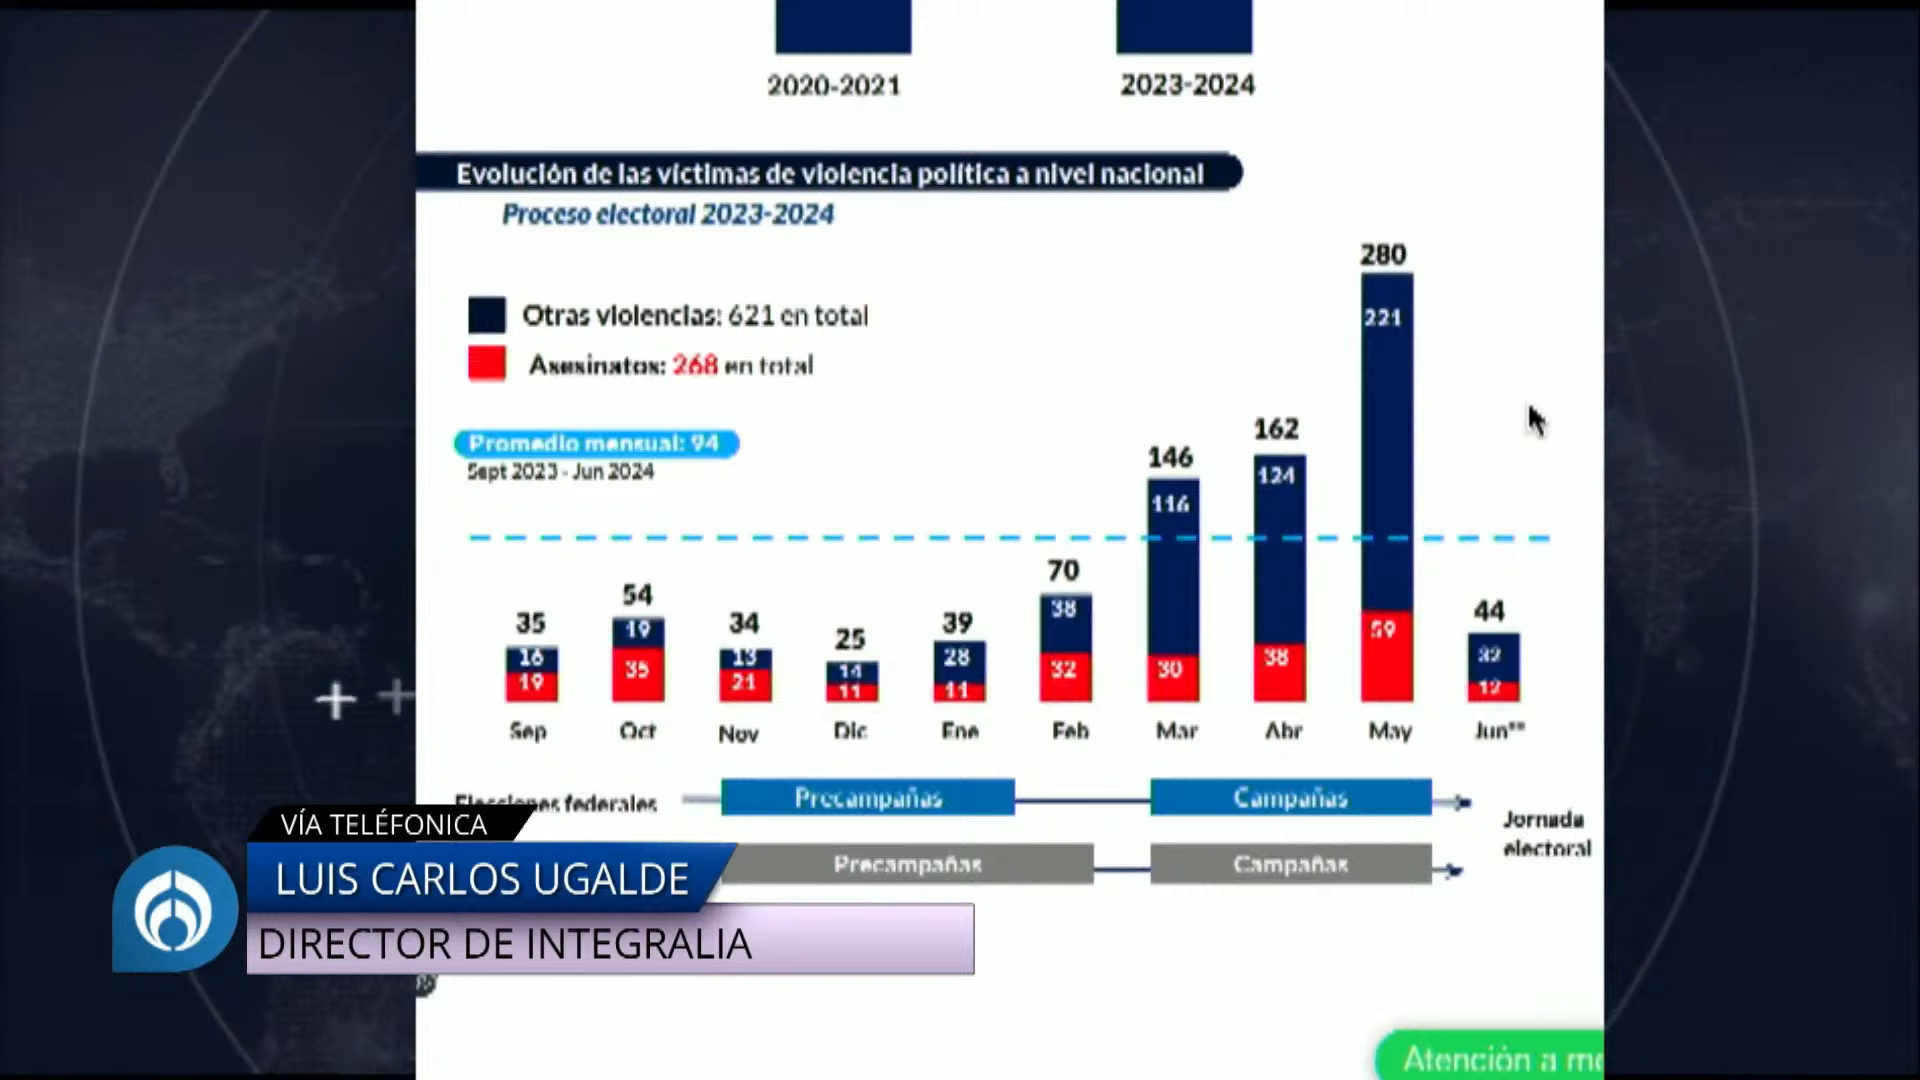 2020-2021
2023-2024
Evolución de las víctimas de violencia política a nivel nacional
Proceso electoral 2023-2024
Otras violencias: 621 en total
Asesinatos: 268 en total
Promedio mensual: 94
Sept 2023 - Jun 2024
35 54 34 25 39 70 146 162 280 44
16 19 13 14 28 38 116 124 221 32
19 35 21 11 11 32 30 38 59 12
Sep Oct Nov Dic Ene Feb Mar Abr May Jun**
Elecciones federales Precampañas Campañas
Jornada
electoral
Precampañas Campañas
VÍA TELÉFONICA
LUIS CARLOS UGALDE
DIRECTOR DE INTEGRALIA
Atención a